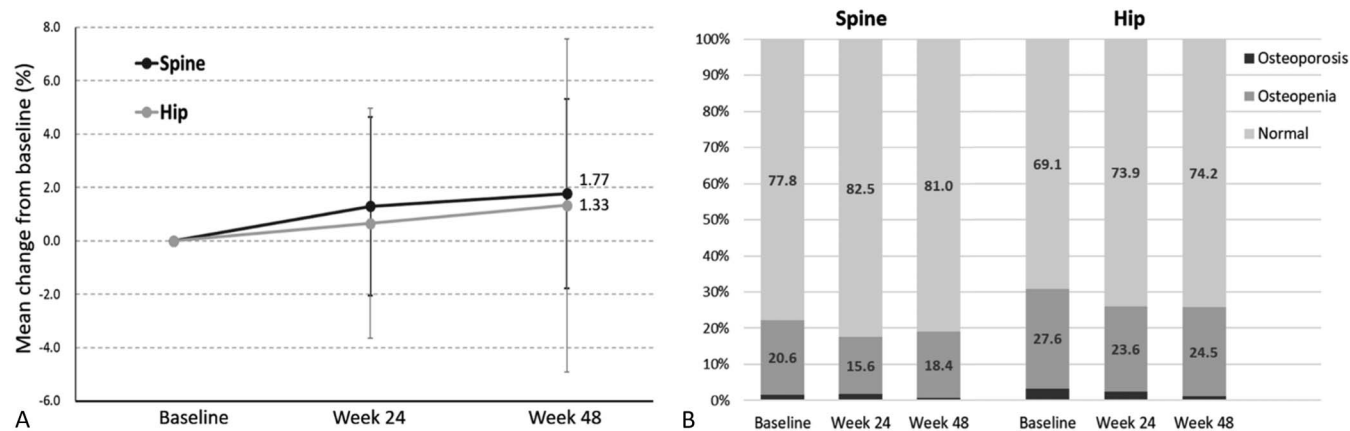 8.0
6.0
4.0
2.0
0.0
-2.0
-4.0
-6.0
Mean change from baseline (%)
Spine
Hip
1.77
1.33
Baseline Week 24 Week 48
A
Spine Hip
100%
90%
80%
70%
60%
50%
40%
30%
20%
10%
0%
77.8 82.5 81.0 69.1 73.9 74.2
20.6 15.6 18.4 27.6 23.6 24.5
Baseline Week 24 Week 48 Baseline Week 24 Week 48
Osteoporosis
Osteopenia
Normal
B